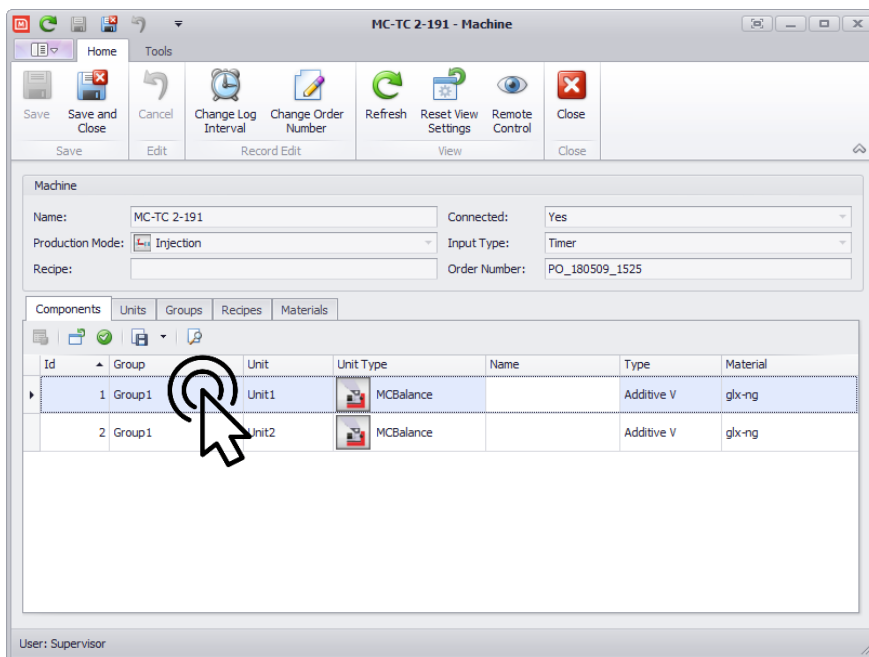 MC-TC 2-191 - Machine
Home Tools
Save Save and Close Cancel Change Log Interval Change Order Number Refresh Reset View Settings Remote Control Close
Save Edit Record Edit View Close
Machine
Name: MC-TC 2-191 Connected: Yes
Production Mode: Injection Input Type: Timer
Recipe: Order Number: PO_180509_1525
Components Units Groups Recipes Materials
Id Group Unit Unit Type Name Type Material
1 Group1 Unit1 MCBalance Additive V glx-ng
2 Group1 Unit2 MCBalance Additive V glx-ng
User: Supervisor